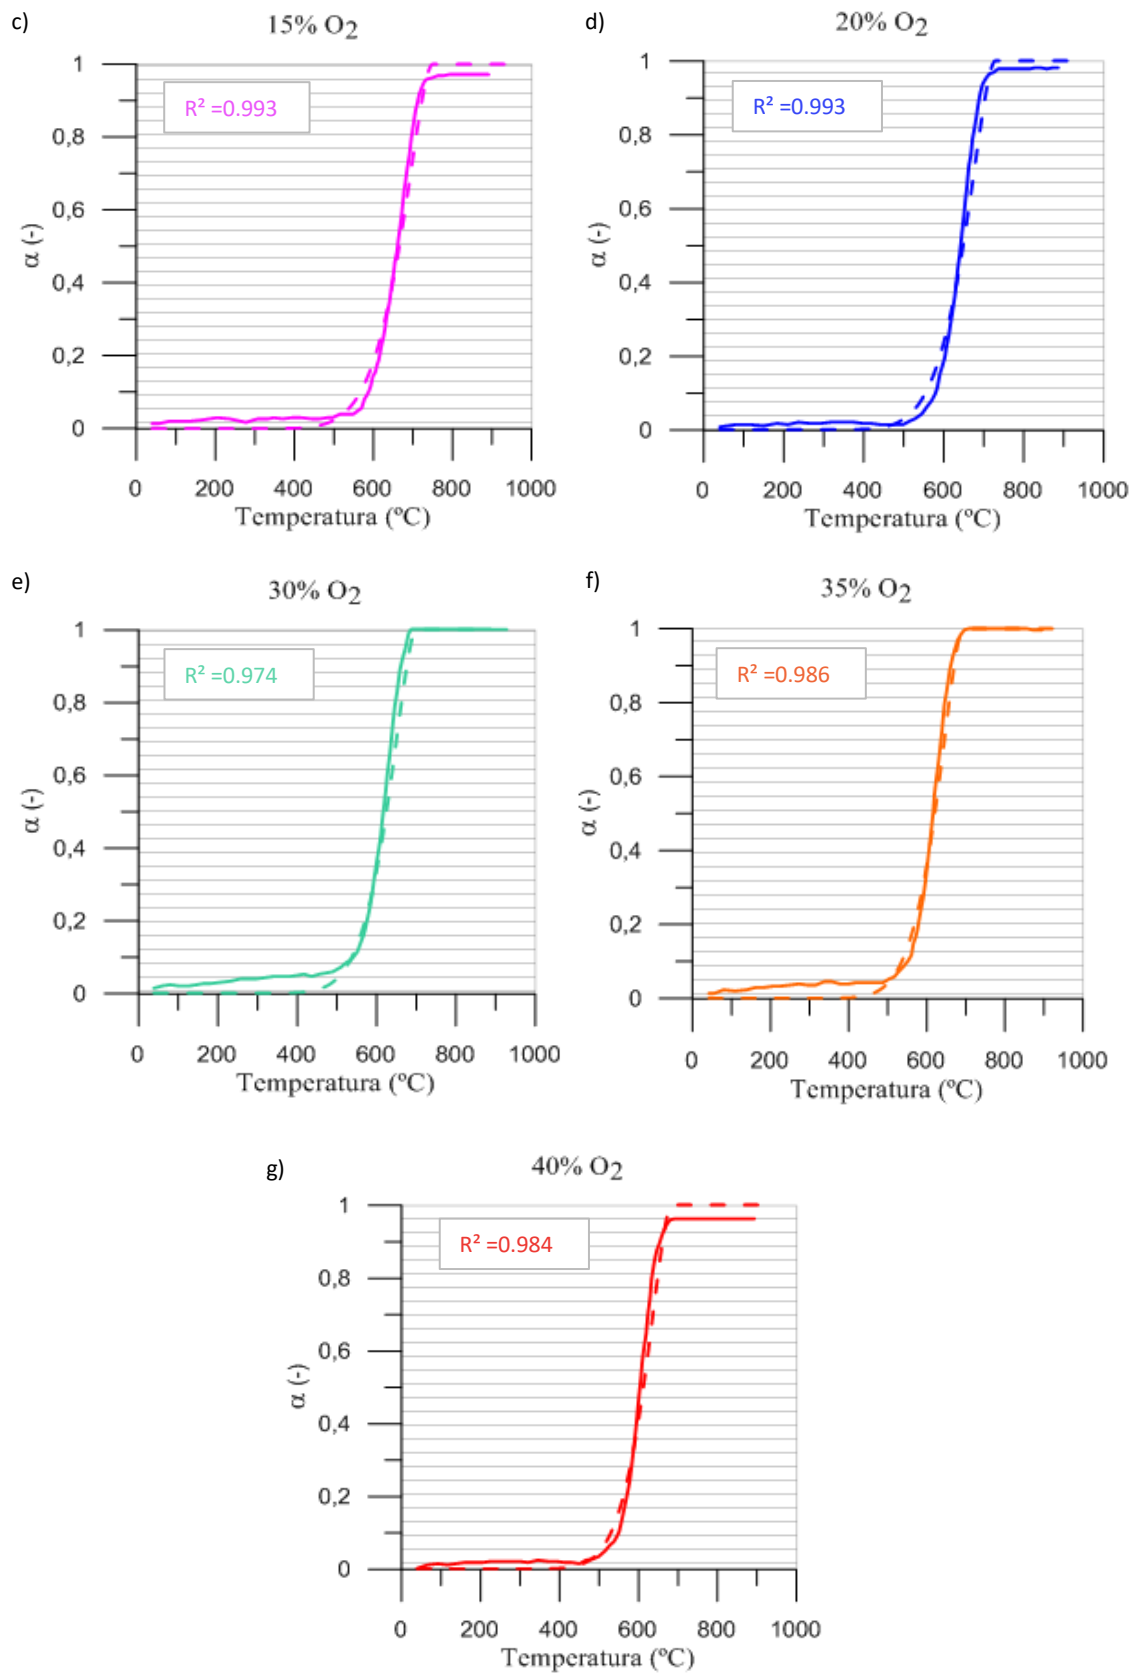 c)
15% O2
1
0,8
0,6
0,4
0,2
0
α (-)
R² =0.993
0 200 400 600 800 1000
Temperatura (ºC)
d)
20% O2
1
0,8
0,6
0,4
0,2
0
α (-)
R² =0.993
0 200 400 600 800 1000
Temperatura (ºC)
e)
30% O2
1
0,8
0,6
0,4
0,2
0
α (-)
R² =0.974
0 200 400 600 800 1000
Temperatura (ºC)
f)
35% O2
1
0,8
0,6
0,4
0,2
0
α (-)
R² =0.986
0 200 400 600 800 1000
Temperatura (ºC)
g)
40% O2
1
0,8
0,6
0,4
0,2
0
α (-)
R² =0.984
0 200 400 600 800 1000
Temperatura (ºC)